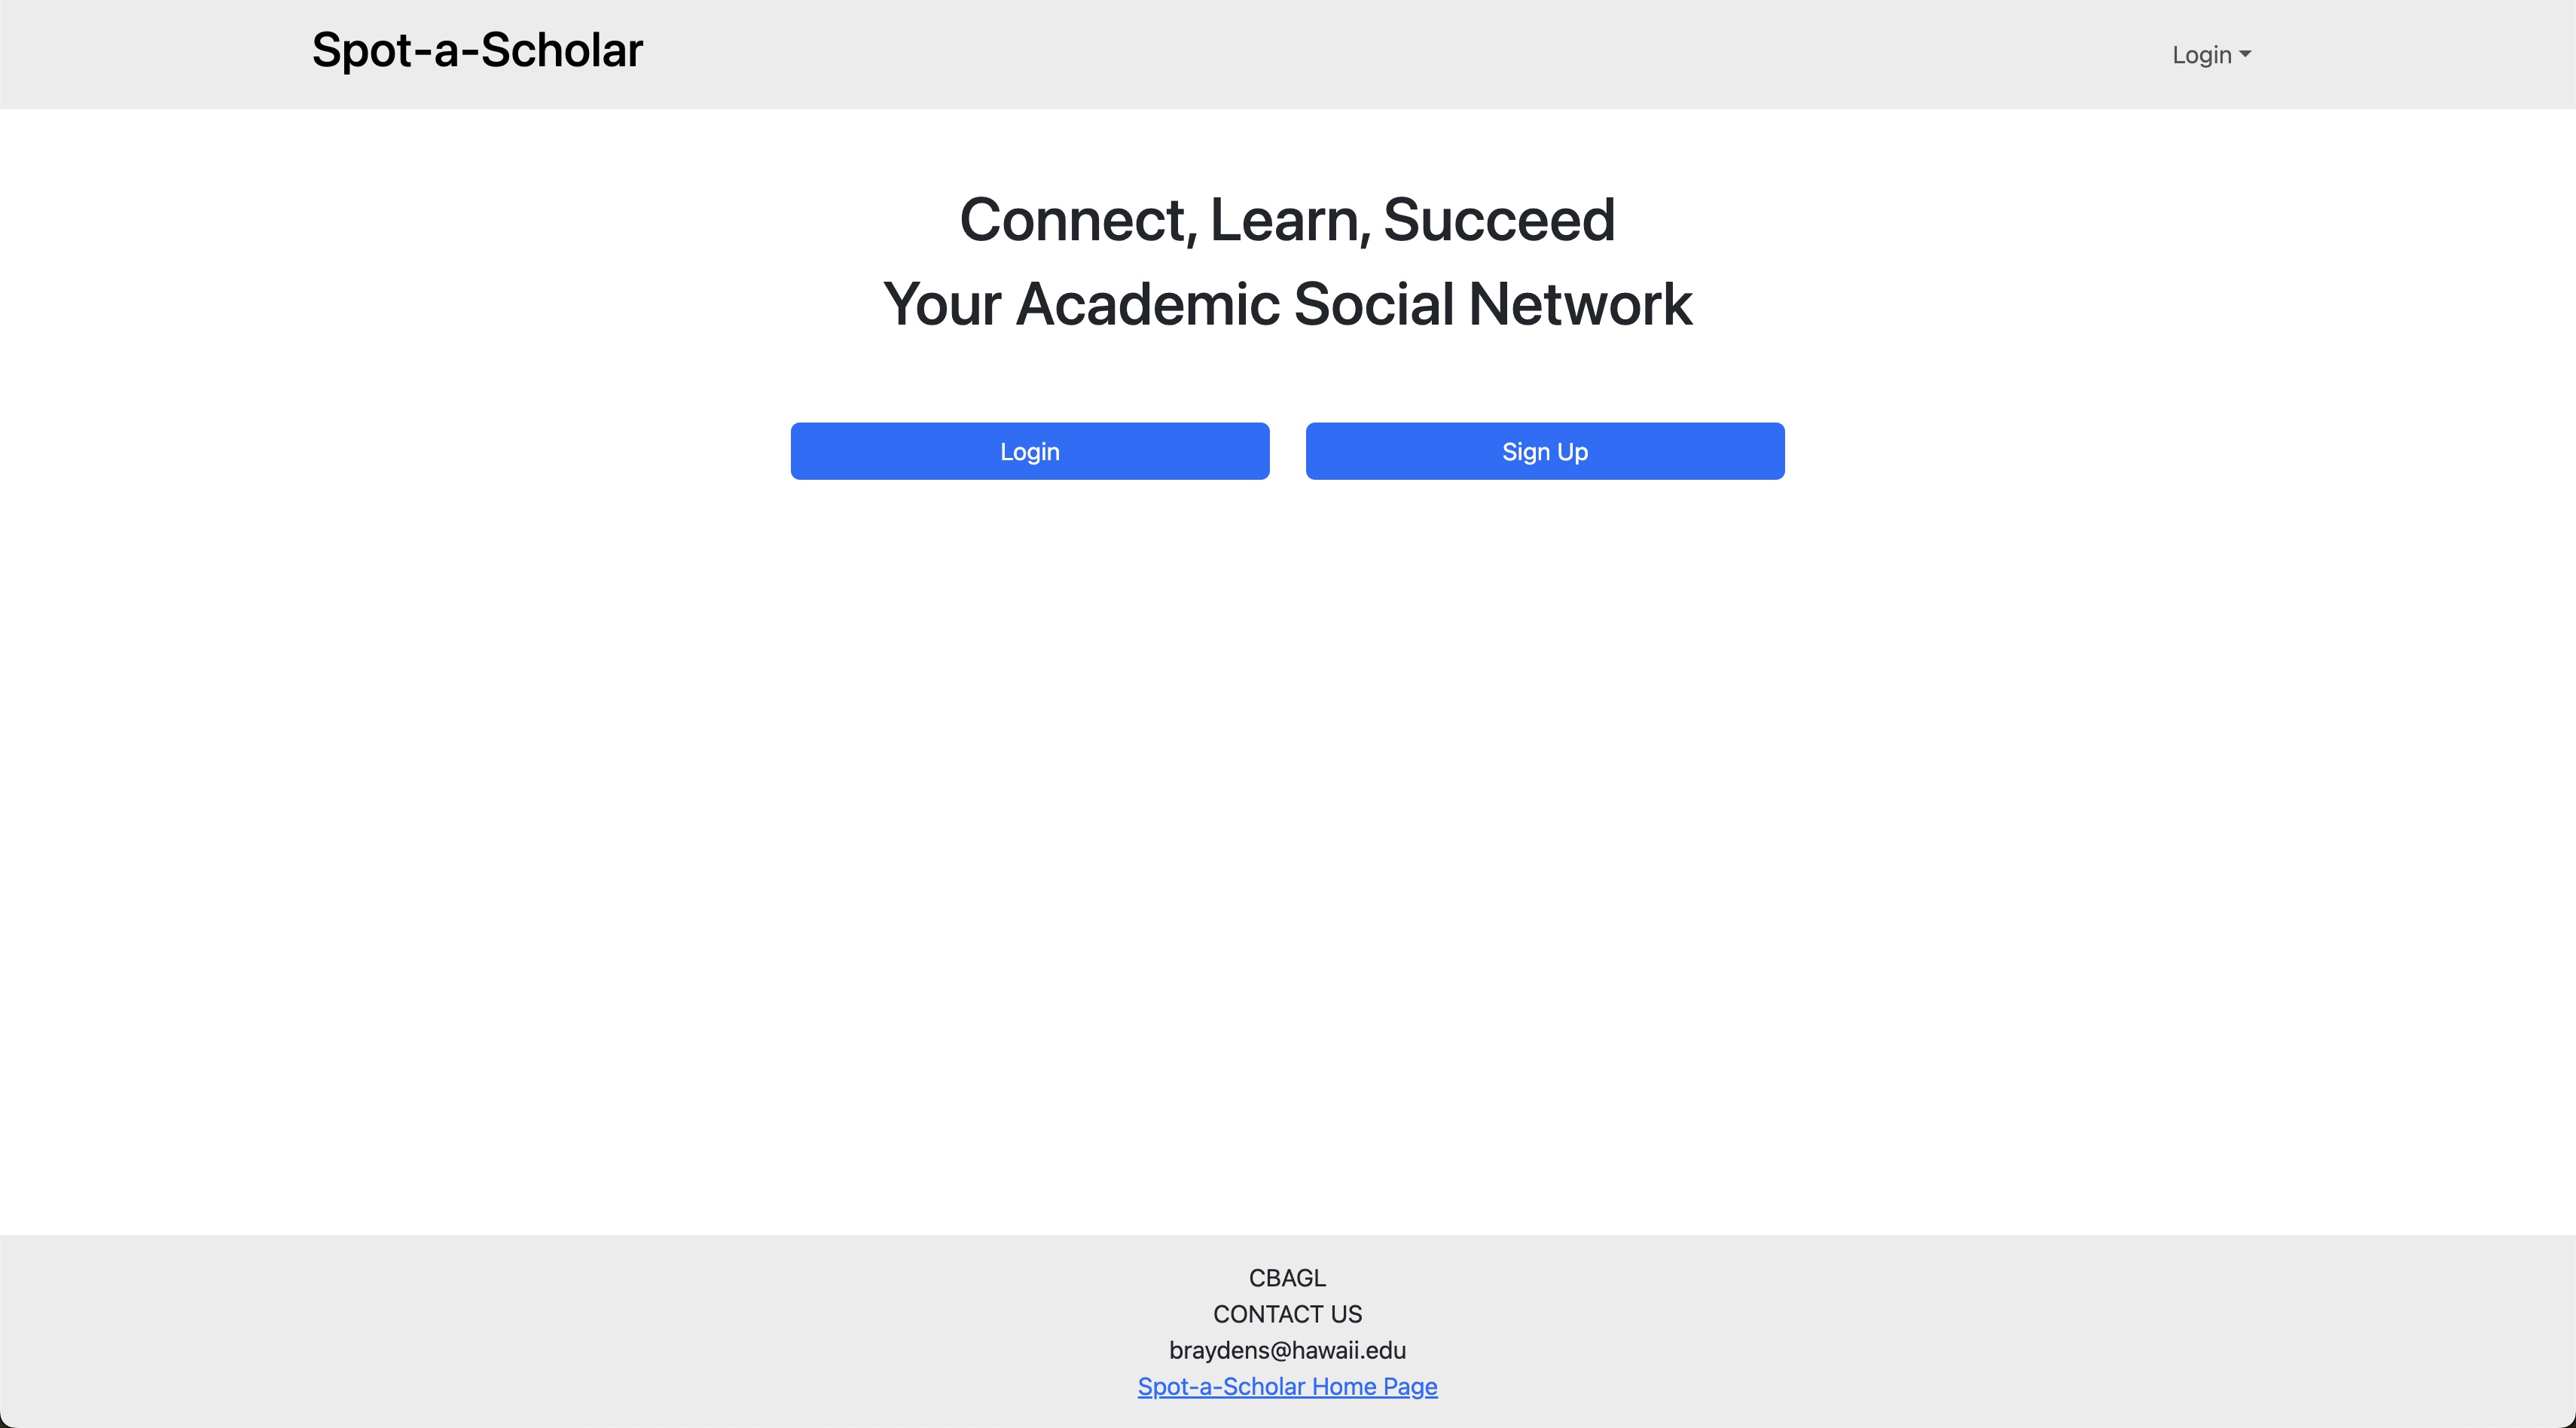 Spot-a-Scholar
Login
Connect, Learn, Succeed
Your Academic Social Network
Login
Sign Up
CBAGL
CONTACT US
braydens@hawaii.edu
Spot-a-Scholar Home Page